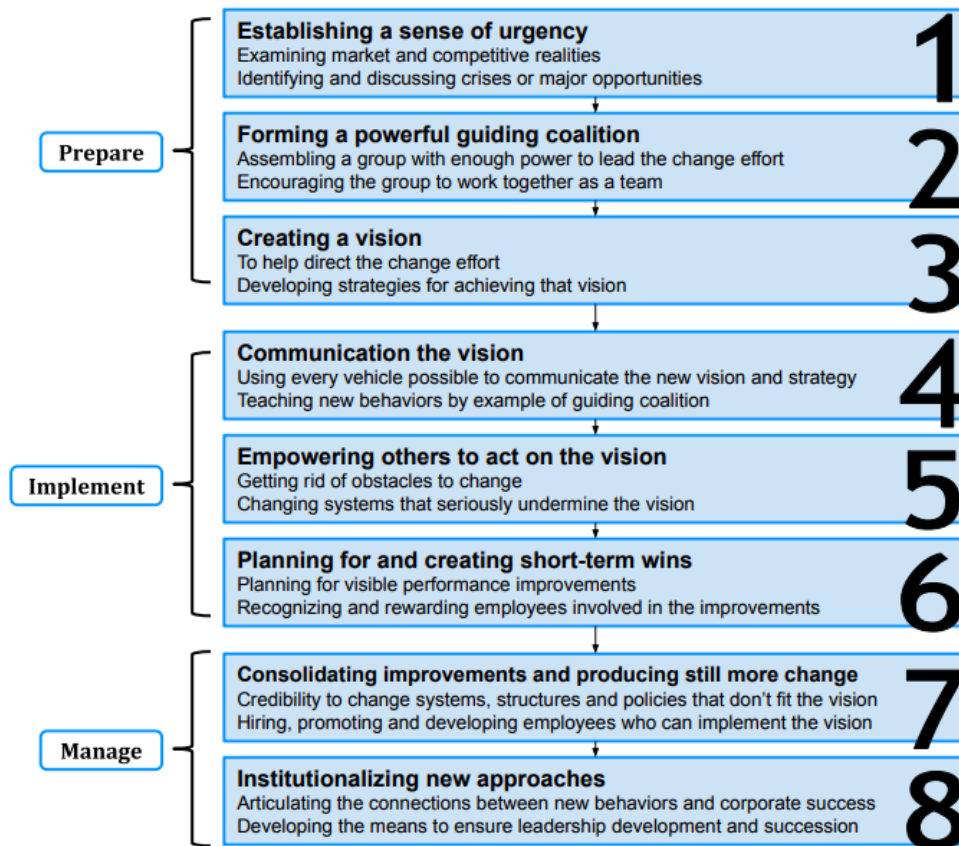 Establishing a sense of urgency
Examining market and competitive realities
Identifying and discussing crises or major opportunities
1
Prepare
Forming a powerful guiding coalition
Assembling a group with enough power to lead the change effort
Encouraging the group to work together as a team
2
Creating a vision
To help direct the change effort
Developing strategies for achieving that vision
3
Communication the vision
Using every vehicle possible to communicate the new vision and strategy
Teaching new behaviors by example of guiding coalition
4
Implement
Empowering others to act on the vision
Getting rid of obstacles to change
Changing systems that seriously undermine the vision
5
Planning for and creating short-term wins
Planning for visible performance improvements
Recognizing and rewarding employees involved in the improvements
6
Manage
Consolidating improvements and producing still more change
Credibility to change systems, structures and policies that don't fit the vision
Hiring, promoting and developing employees who can implement the vision
7
Institutionalizing new approaches
Articulating the connections between new behaviors and corporate success
Developing the means to ensure leadership development and succession
8